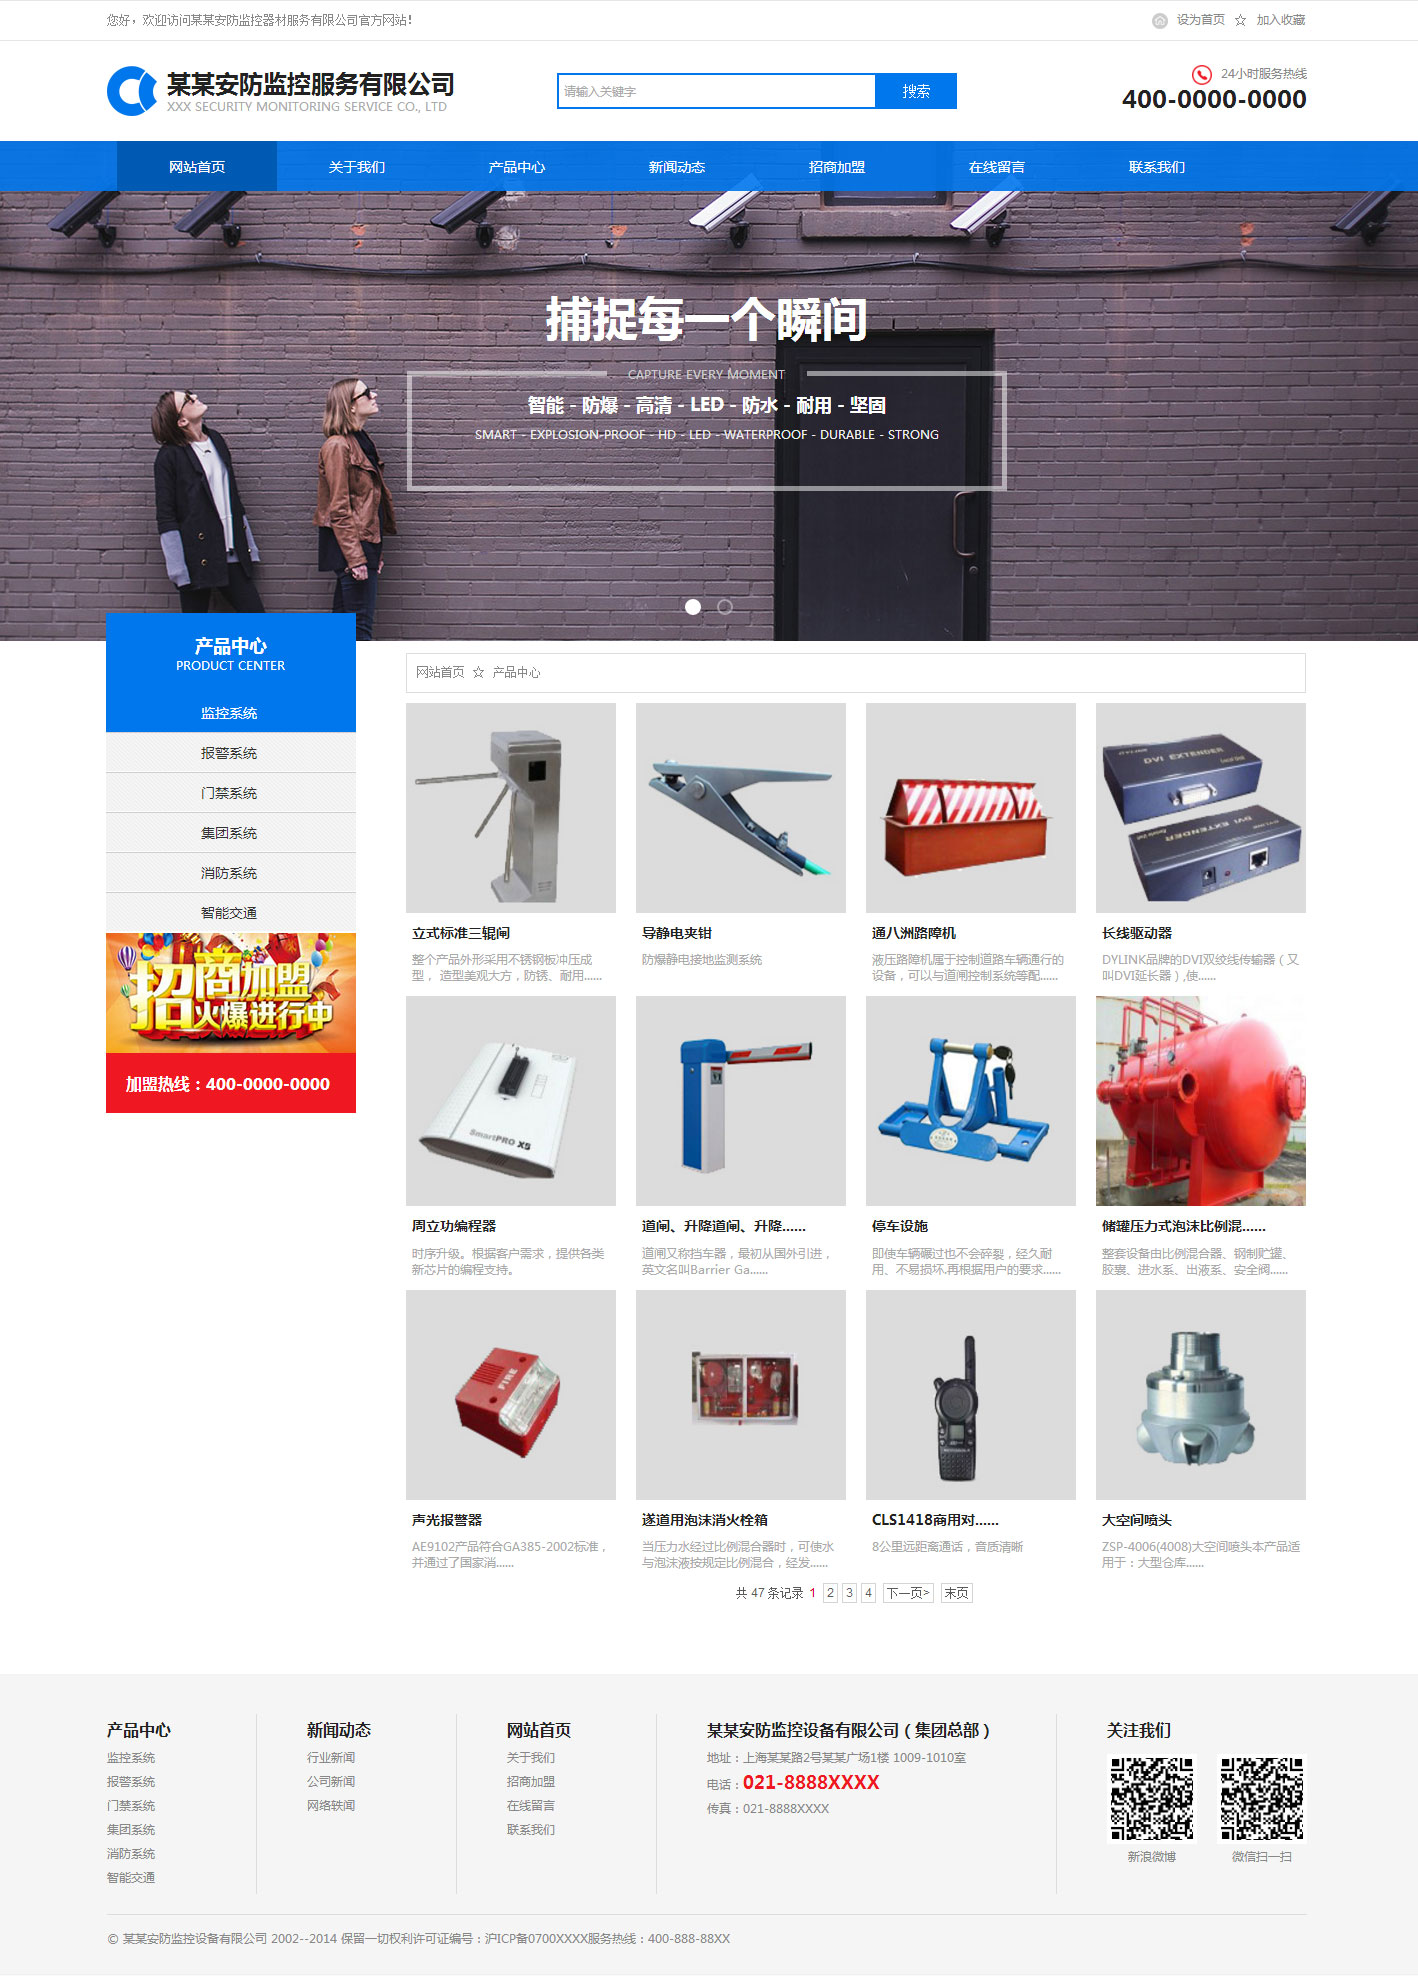 您好，欢迎访问某某安防监控器材服务有限公司官方网站!
设为首页 ☆ 加入收藏
某某安防监控服务有限公司
XXX SECURITY MONITORING SERVICE CO., LTD
请输入关键字
搜索
24小时服务热线
400-0000-0000
网站首页 关于我们 产品中心 新闻动态 招商加盟 在线留言 联系我们
捕捉每一个瞬间
CAPTURE EVERY MOMENT
智能 - 防爆 - 高清 - LED - 防水 - 耐用 - 坚固
SMART - EXPLOSION-PROOF - HD - LED - WATERPROOF - DURABLE - STRONG
产品中心
PRODUCT CENTER
监控系统
报警系统
门禁系统
集团系统
消防系统
智能交通
招商加盟
火爆进行中
加盟热线：400-0000-0000
网站首页 ☆ 产品中心
DVI EXTENDER
DVI EXTENDER
立式标准三辊闸
整个产品外形采用不锈钢板冲压成
型， 造型美观大方，防锈、耐用......
导静电夹钳
防爆静电接地监测系统
通八洲路障机
液压路障机属于控制道路车辆通行的
设备，可以与道闸控制系统等配......
长线驱动器
DYLINK品牌的DVI双绞线传输器（又
叫DVI延长器）,使......
SmartPRO X5
周立功编程器
时序升级。根据客户需求，提供各类
新芯片的编程支持。
道闸、升降道闸、升降......
道闸又称挡车器，最初从国外引进，
英文名叫Barrier Ga......
停车设施
即使车辆碾过也不会碎裂，经久耐
用、不易损坏.再根据用户的要求......
储罐压力式泡沫比例混......
整套设备由比例混合器、钢制贮罐、
胶囊、进水系、出液系、安全阀......
FIRE
声光报警器
AE9102产品符合GA385-2002标准，
并通过了国家消......
遂道用泡沫消火栓箱
当压力水经过比例混合器时，可使水
与泡沫液按规定比例混合，经发......
CLS1418商用对......
8公里远距离通话，音质清晰
大空间喷头
ZSP-4006(4008)大空间喷头本产品适
用于：大型仓库......
共 47 条记录 1 2 3 4 下一页> 末页
产品中心
监控系统
报警系统
门禁系统
集团系统
消防系统
智能交通
新闻动态
行业新闻
公司新闻
网络轶闻
网站首页
关于我们
招商加盟
在线留言
联系我们
某某安防监控设备有限公司（集团总部）
地址：上海某某路2号某某广场1楼 1009-1010室
电话：021-8888XXXX
传真：021-8888XXXX
关注我们
新浪微博
微信扫一扫
© 某某安防监控设备有限公司 2002--2014 保留一切权利许可证编号：沪ICP备0700XXXX服务热线：400-888-88XX